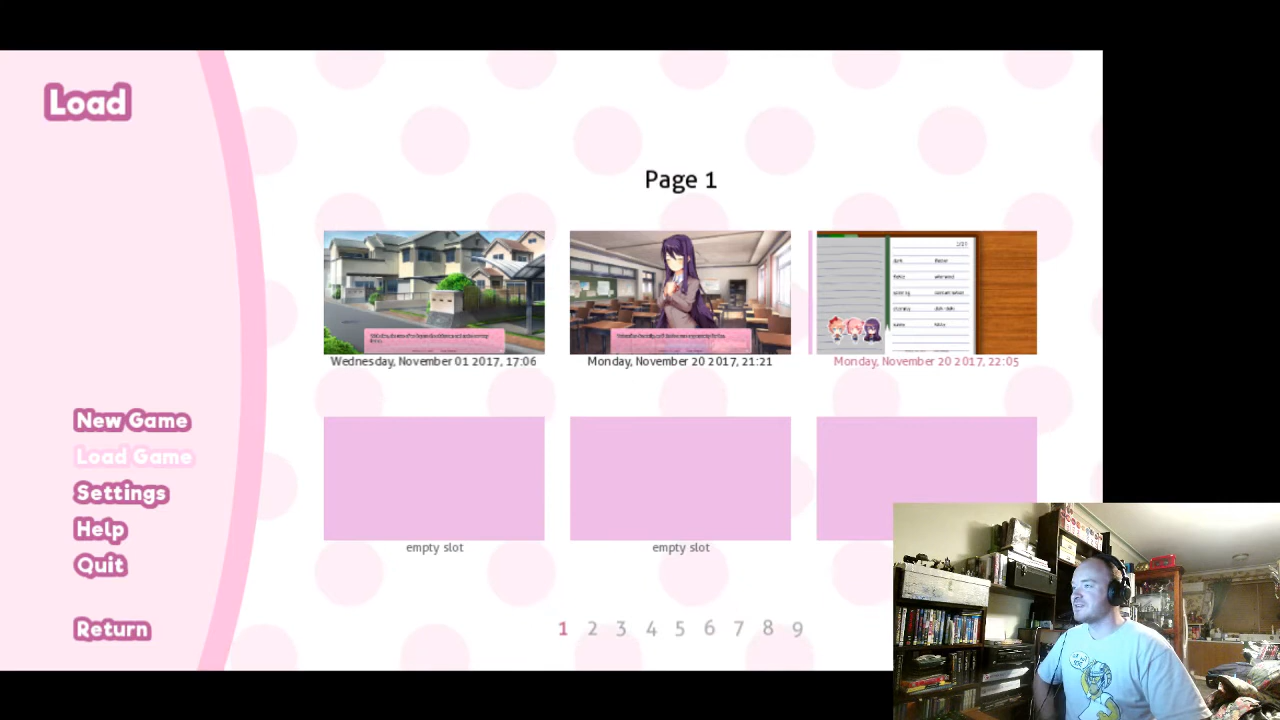 Load
Page 1
Wednesday, November 01 2017, 17:06
Monday, November 20 2017, 21:21
Monday, November 20 2017, 22:05
New Game
Load Game
Settings
Help
Quit
Return
empty slot
empty slot
1 2 3 4 5 6 7 8 9